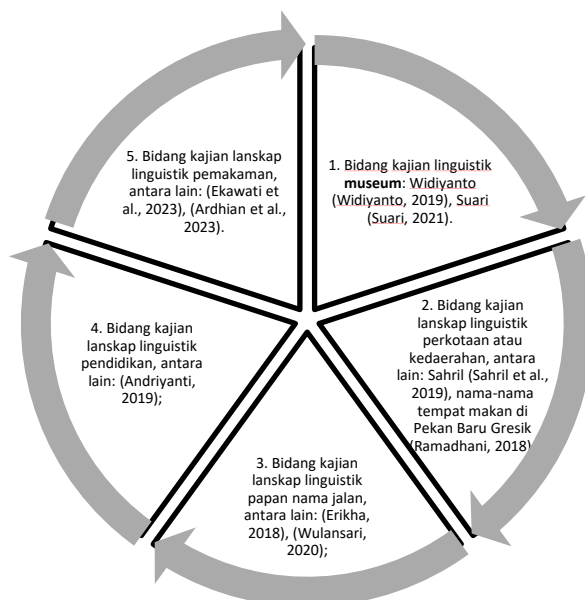 1. Bidang kajian linguistik
museum: Widiyanto
(Widiyanto, 2019), Suari
(Suari, 2021).
2. Bidang kajian
lanskap linguistik
perkotaan atau
kedaerahan, antara
lain: Sahril (Sahril et al.,
2019), nama-nama
tempat makan di
Pekan Baru Gresik
(Ramadhani, 2018)
3. Bidang kajian
lanskap linguistik
papan nama jalan,
antara lain: (Erikha,
2018), (Wulansari,
2020);
4. Bidang kajian
lanskap linguistik
pendidikan, antara
lain: (Andriyanti,
2019);
5. Bidang kajian lanskap
linguistik pemakaman,
antara lain: (Ekawati et
al., 2023), (Ardhian et al.,
2023).